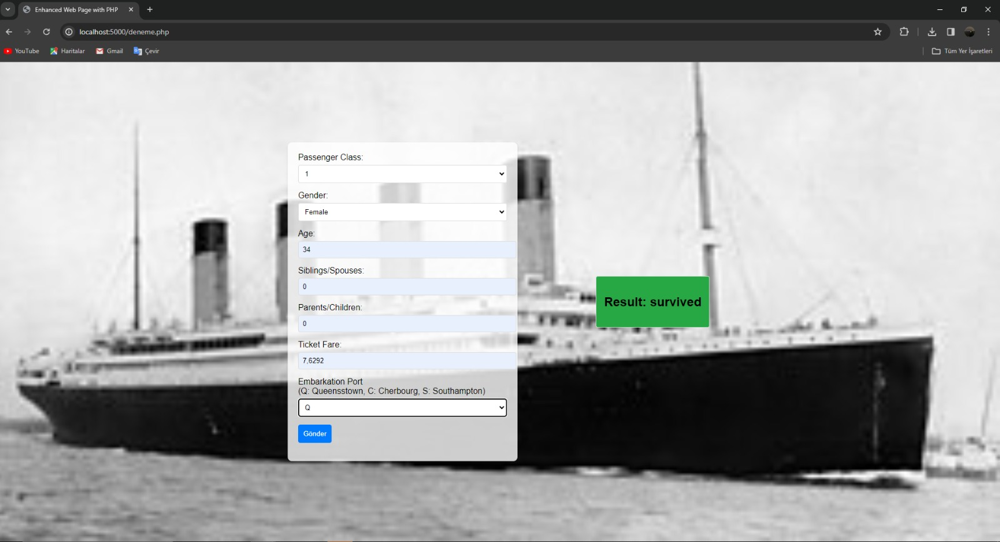 Enhanced Web Page with PHP
localhost:5000/deneme.php
YouTube
Haritalar
Gmail
Çevir
Tüm Yer İşaretleri
Passenger Class:
1
Gender:
Female
Age:
34
Siblings/Spouses:
0
Parents/Children:
0
Ticket Fare:
7,6292
Embarkation Port
(Q: Queensstown, C: Cherbourg, S: Southampton)
Q
Gönder
Result: survived